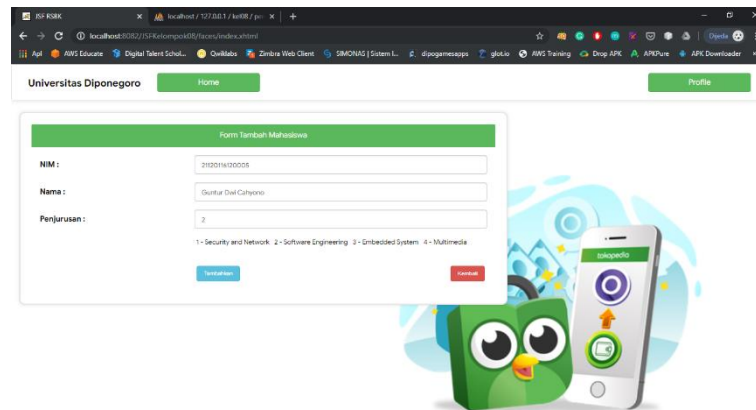 JSF RSBK
localhost / 127.0.0.1 / kel08 /
localhost:8082/JSFKelompok08/faces/index.xhtml
Dijeda
Apl AWS Educate Digital Talent Schol... Qwiklabs Zimbra Web Client SIMONAS | Sistem I... dipogamesapps glot.io AWS Training Drop APK APKPure APK Downloader
Universitas Diponegoro Home Profile
Form Tambah Mahasiswa
NIM :
21120116120005
Nama :
Guntur Dwi Cahyono
Penjurusan :
2
1 - Security and Network 2 - Software Engineering 3 - Embedded System 4 - Multimedia
Tambahkan Kembali
tokopedia